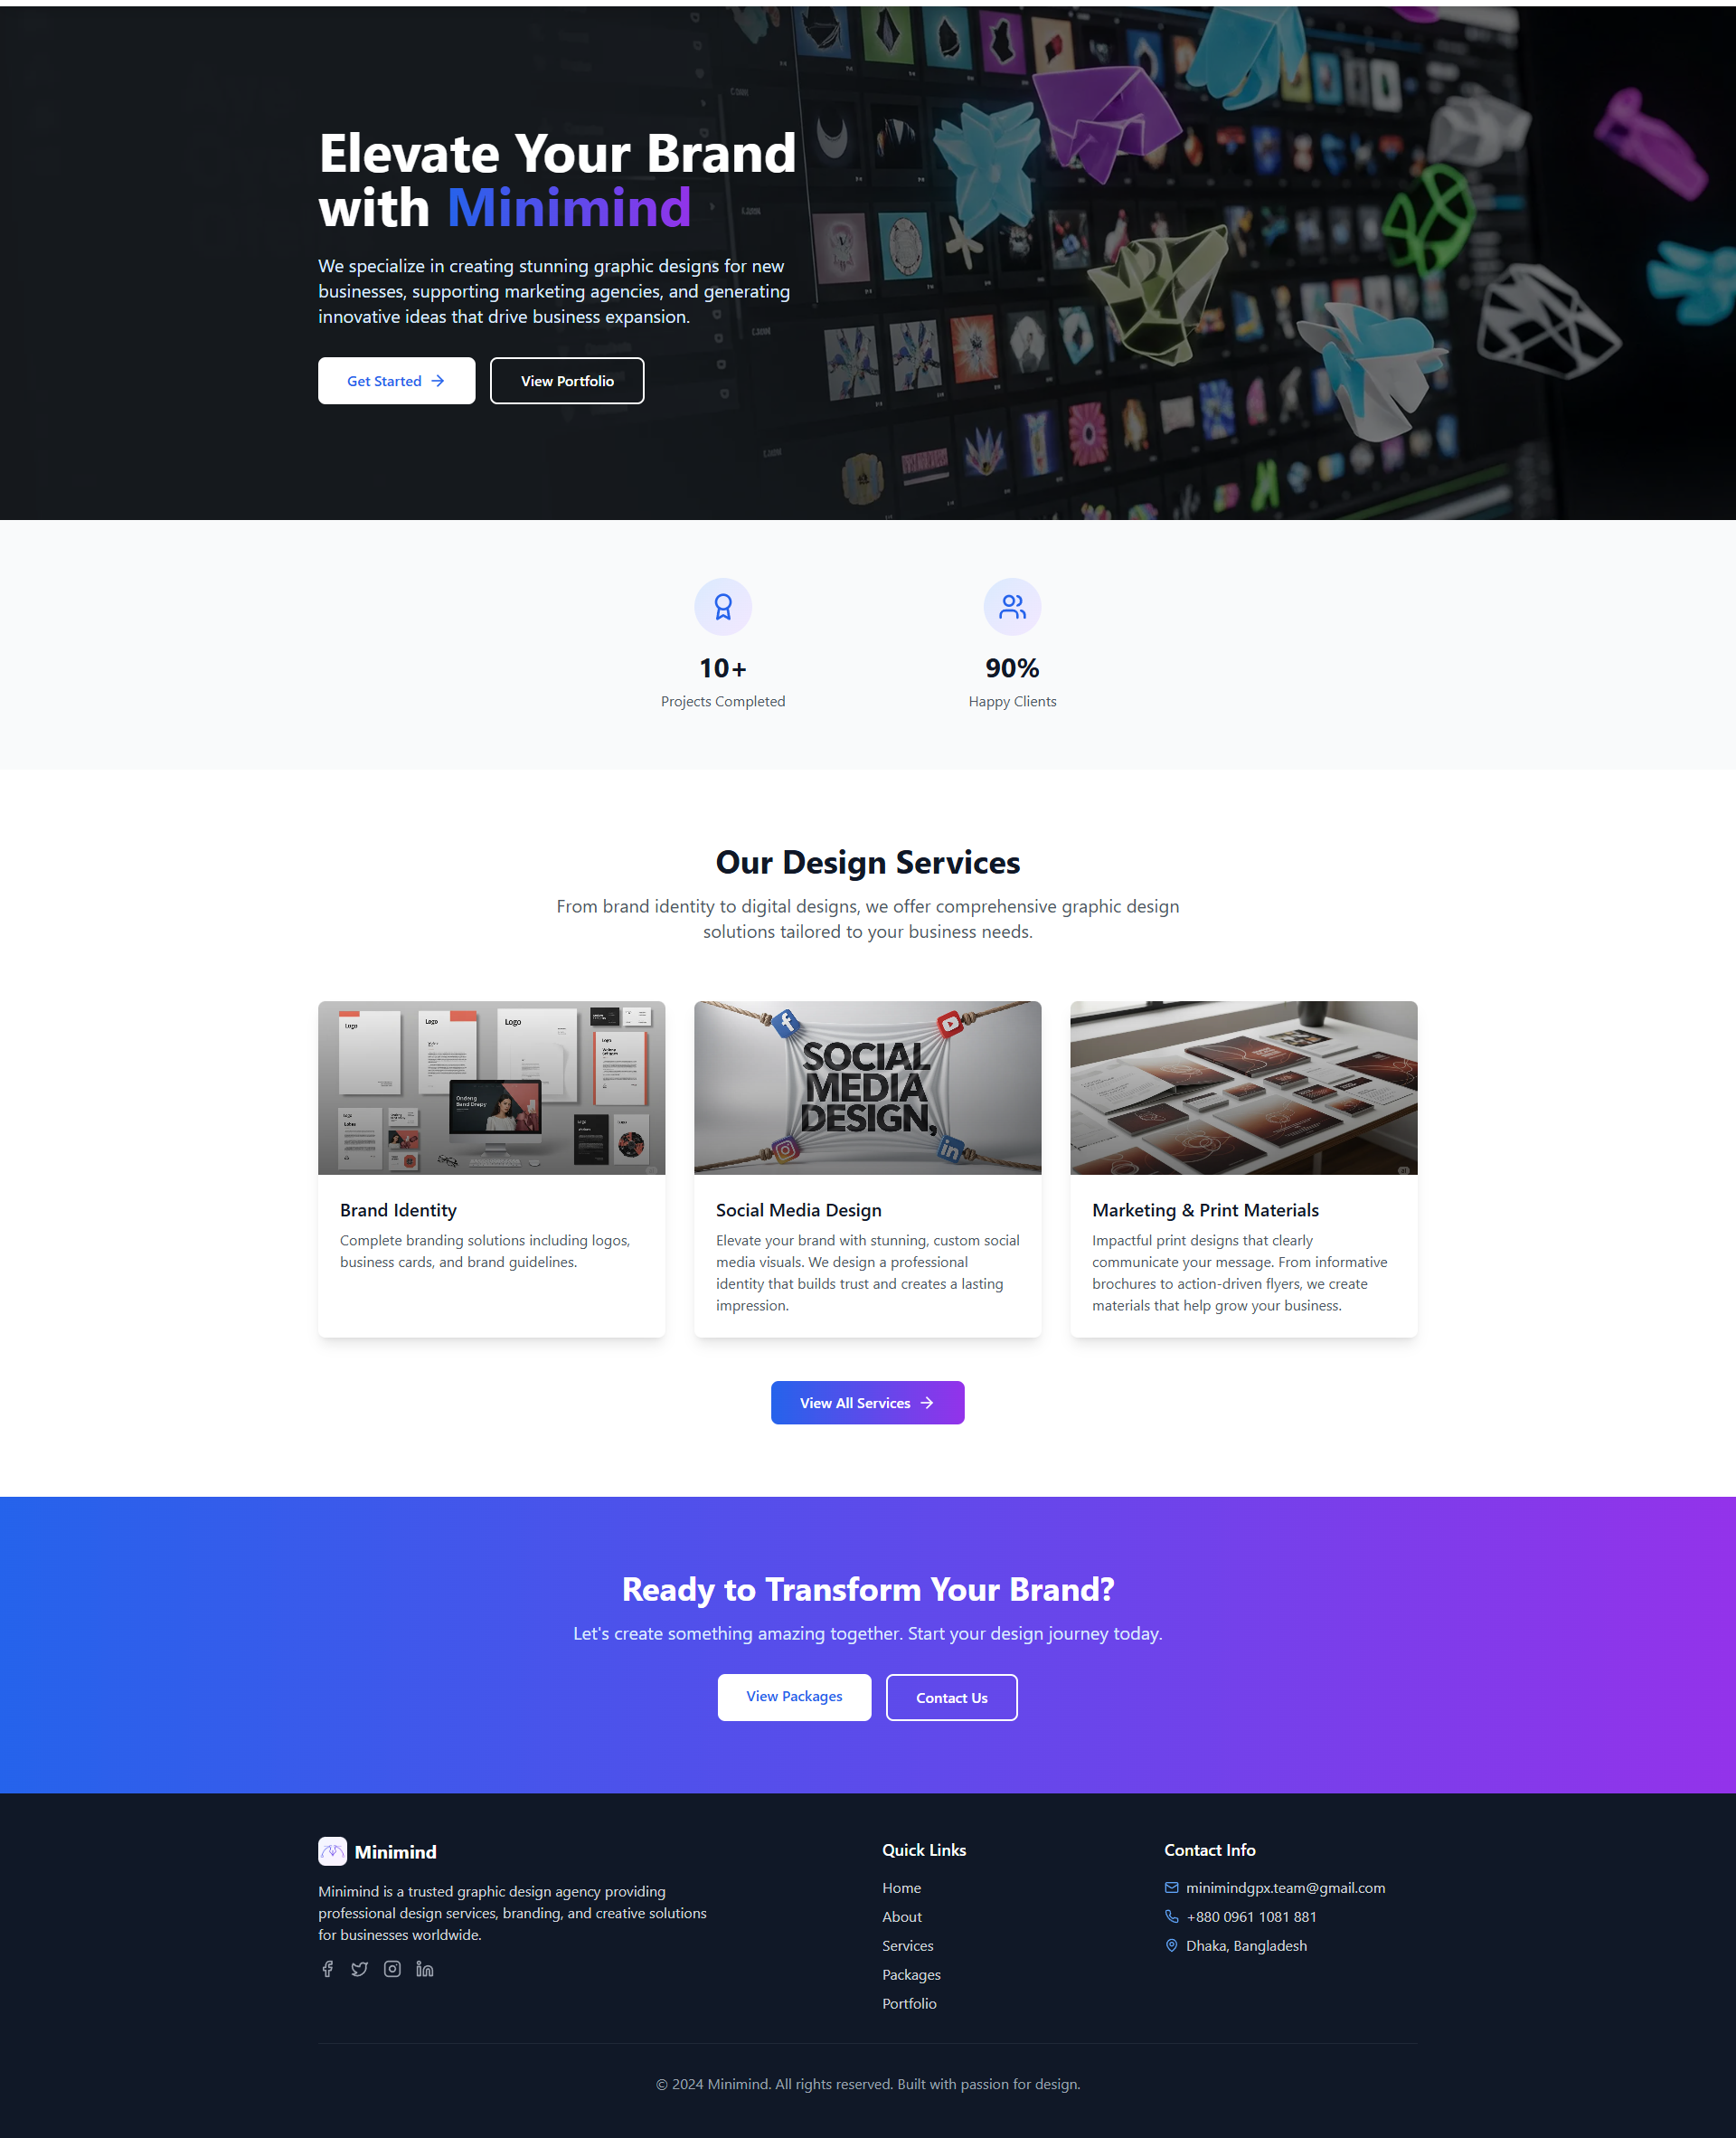 Elevate Your Brand
with Minimind
We specialize in creating stunning graphic designs for new
businesses, supporting marketing agencies, and generating
innovative ideas that drive business expansion.
Get Started
View Portfolio
10+
Projects Completed
90%
Happy Clients
Our Design Services
From brand identity to digital designs, we offer comprehensive graphic design
solutions tailored to your business needs.
Logo
Logo
Logo
SOCIAL
MEDIA
DESIGN,
Brand Identity
Complete branding solutions including logos,
business cards, and brand guidelines.
Social Media Design
Elevate your brand with stunning, custom social
media visuals. We design a professional
identity that builds trust and creates a lasting
impression.
Marketing & Print Materials
Impactful print designs that clearly
communicate your message. From informative
brochures to action-driven flyers, we create
materials that help grow your business.
View All Services
Ready to Transform Your Brand?
Let's create something amazing together. Start your design journey today.
View Packages
Contact Us
Minimind
Minimind is a trusted graphic design agency providing
professional design services, branding, and creative solutions
for businesses worldwide.
Quick Links
Home
About
Services
Packages
Portfolio
Contact Info
minimindgpx.team@gmail.com
+880 0961 1081 881
Dhaka, Bangladesh
© 2024 Minimind. All rights reserved. Built with passion for design.